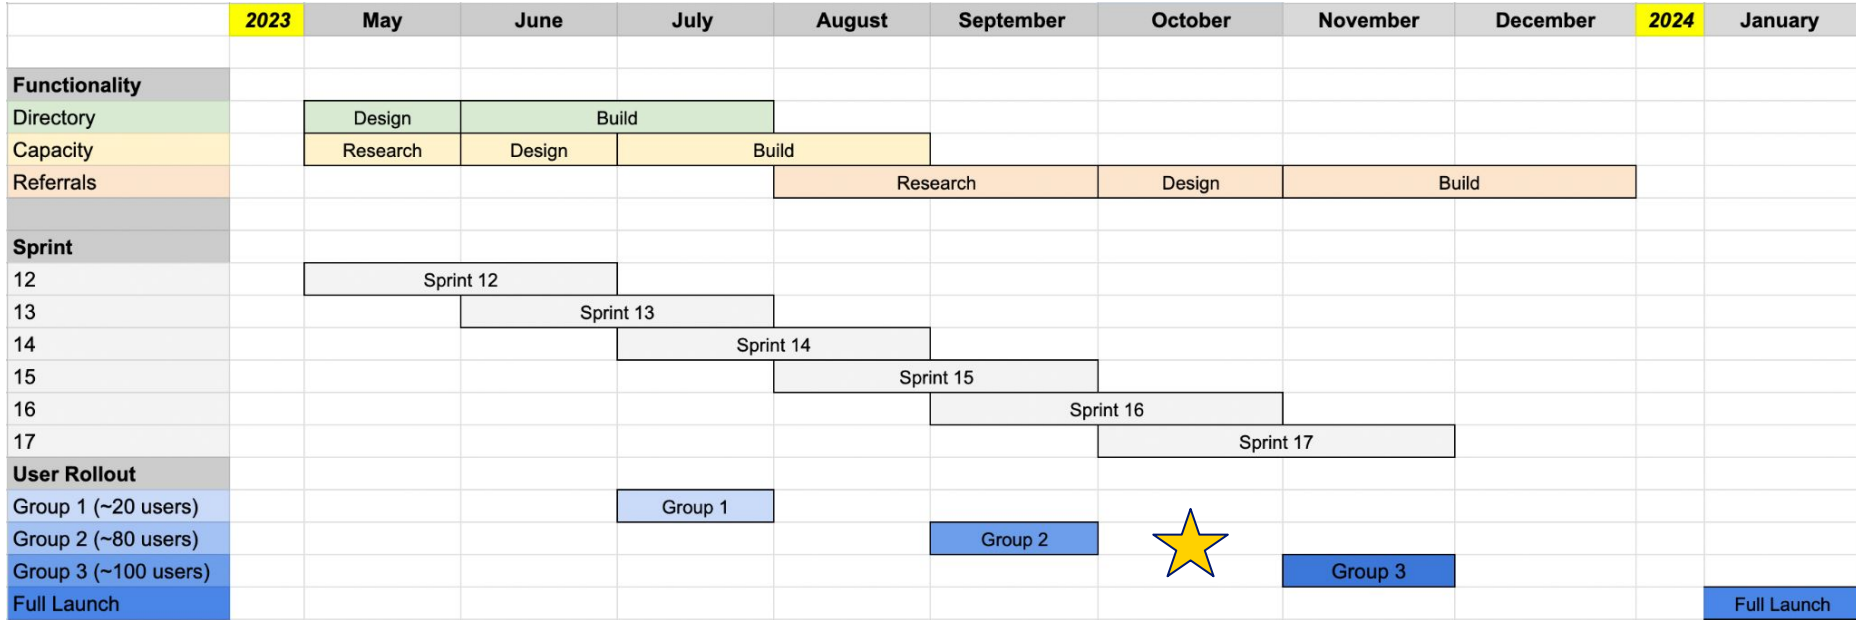 2023 May June July August September October November December 2024 January
Functionality
Directory Design Build
Capacity Research Design Build
Referrals Research Design Build
Sprint
12 Sprint 12
13 Sprint 13
14 Sprint 14
15 Sprint 15
16 Sprint 16
17 Sprint 17
User Rollout
Group 1 (~20 users) Group 1
Group 2 (~80 users) Group 2
Group 3 (~100 users) Group 3
Full Launch Full Launch